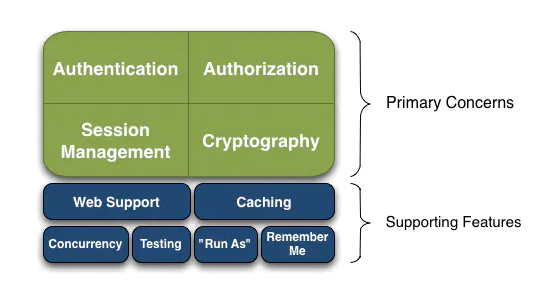 Authentication
Authorization
Session
Management
Cryptography
Primary Concerns
Web Support
Caching
Concurrency
Testing
"Run As"
Remember
Me
Supporting Features